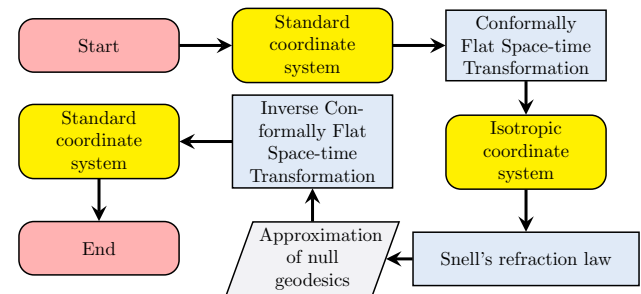 Start
Standard
coordinate
system
Conformally
Flat Space-time
Transformation
Isotropic
coordinate
system
Snell's refraction law
Approximation
of null
geodesics
Inverse Con-
formally Flat
Space-time
Transformation
Standard
coordinate
system
End